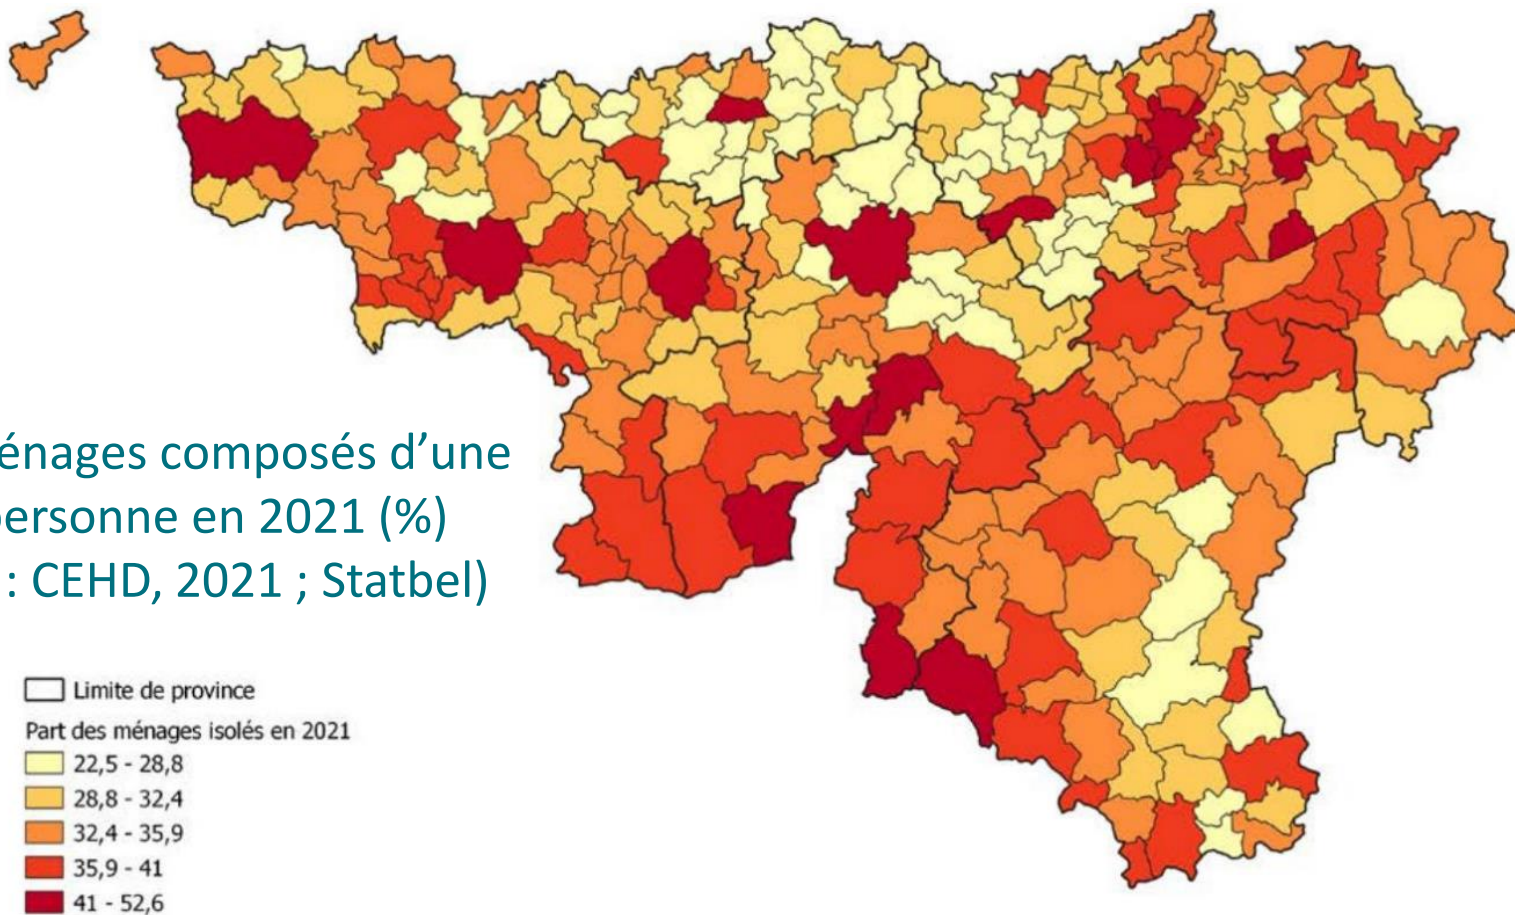 énages composés d’une
personne en 2021 (%)
: CEHD, 2021 ; Statbel)
Limite de province
Part des ménages isolés en 2021
22,5 - 28,8
28,8 - 32,4
32,4 - 35,9
35,9 - 41
41 - 52,6